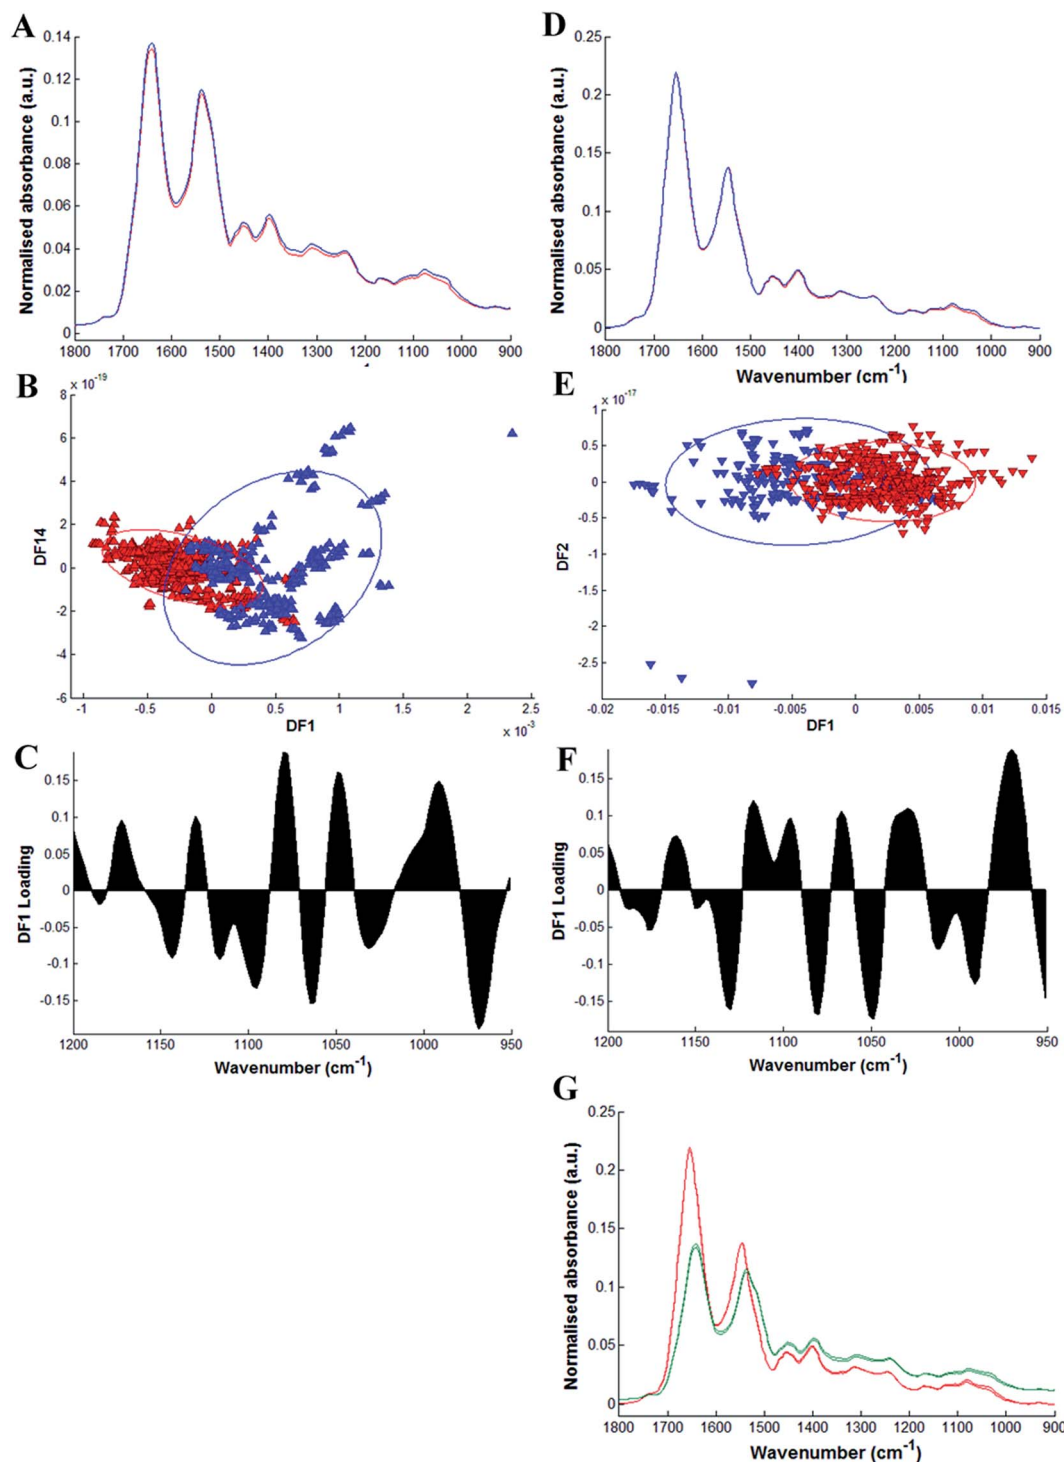 A
Normalised absorbance (a.u.)
0.14
0.12
0.1
0.08
0.06
0.04
0.02
0
1800 1700 1600 1500 1400 1300 1200 1100 1000 900
D
Normalised absorbance (a.u.)
0.25
0.2
0.15
0.1
0.05
0
1800 1700 1600 1500 1400 1300 1200 1100 1000 900
Wavenumber (cm-1)
B
x 10-19
DF14
8
6
4
2
0
-2
-4
-6
-1 -0.5 0 0.5 1 1.5 2 2.5
DF1
x 10-3
E
x 10-17
DF2
1
0.5
0
-0.5
-1
-1.5
-2
-2.5
-0.02 -0.015 -0.01 -0.005 0 0.005 0.01 0.015
DF1
C
DF1 Loading
0.15
0.1
0.05
0
-0.05
-0.1
-0.15
1200 1150 1100 1050 1000 950
Wavenumber (cm-1)
F
DF1 Loading
0.15
0.1
0.05
0
-0.05
-0.1
-0.15
1200 1150 1100 1050 1000 950
Wavenumber (cm-1)
G
Normalised absorbance (a.u.)
0.25
0.2
0.15
0.1
0.05
0
1800 1700 1600 1500 1400 1300 1200 1100 1000 900
Wavenumber (cm-1)